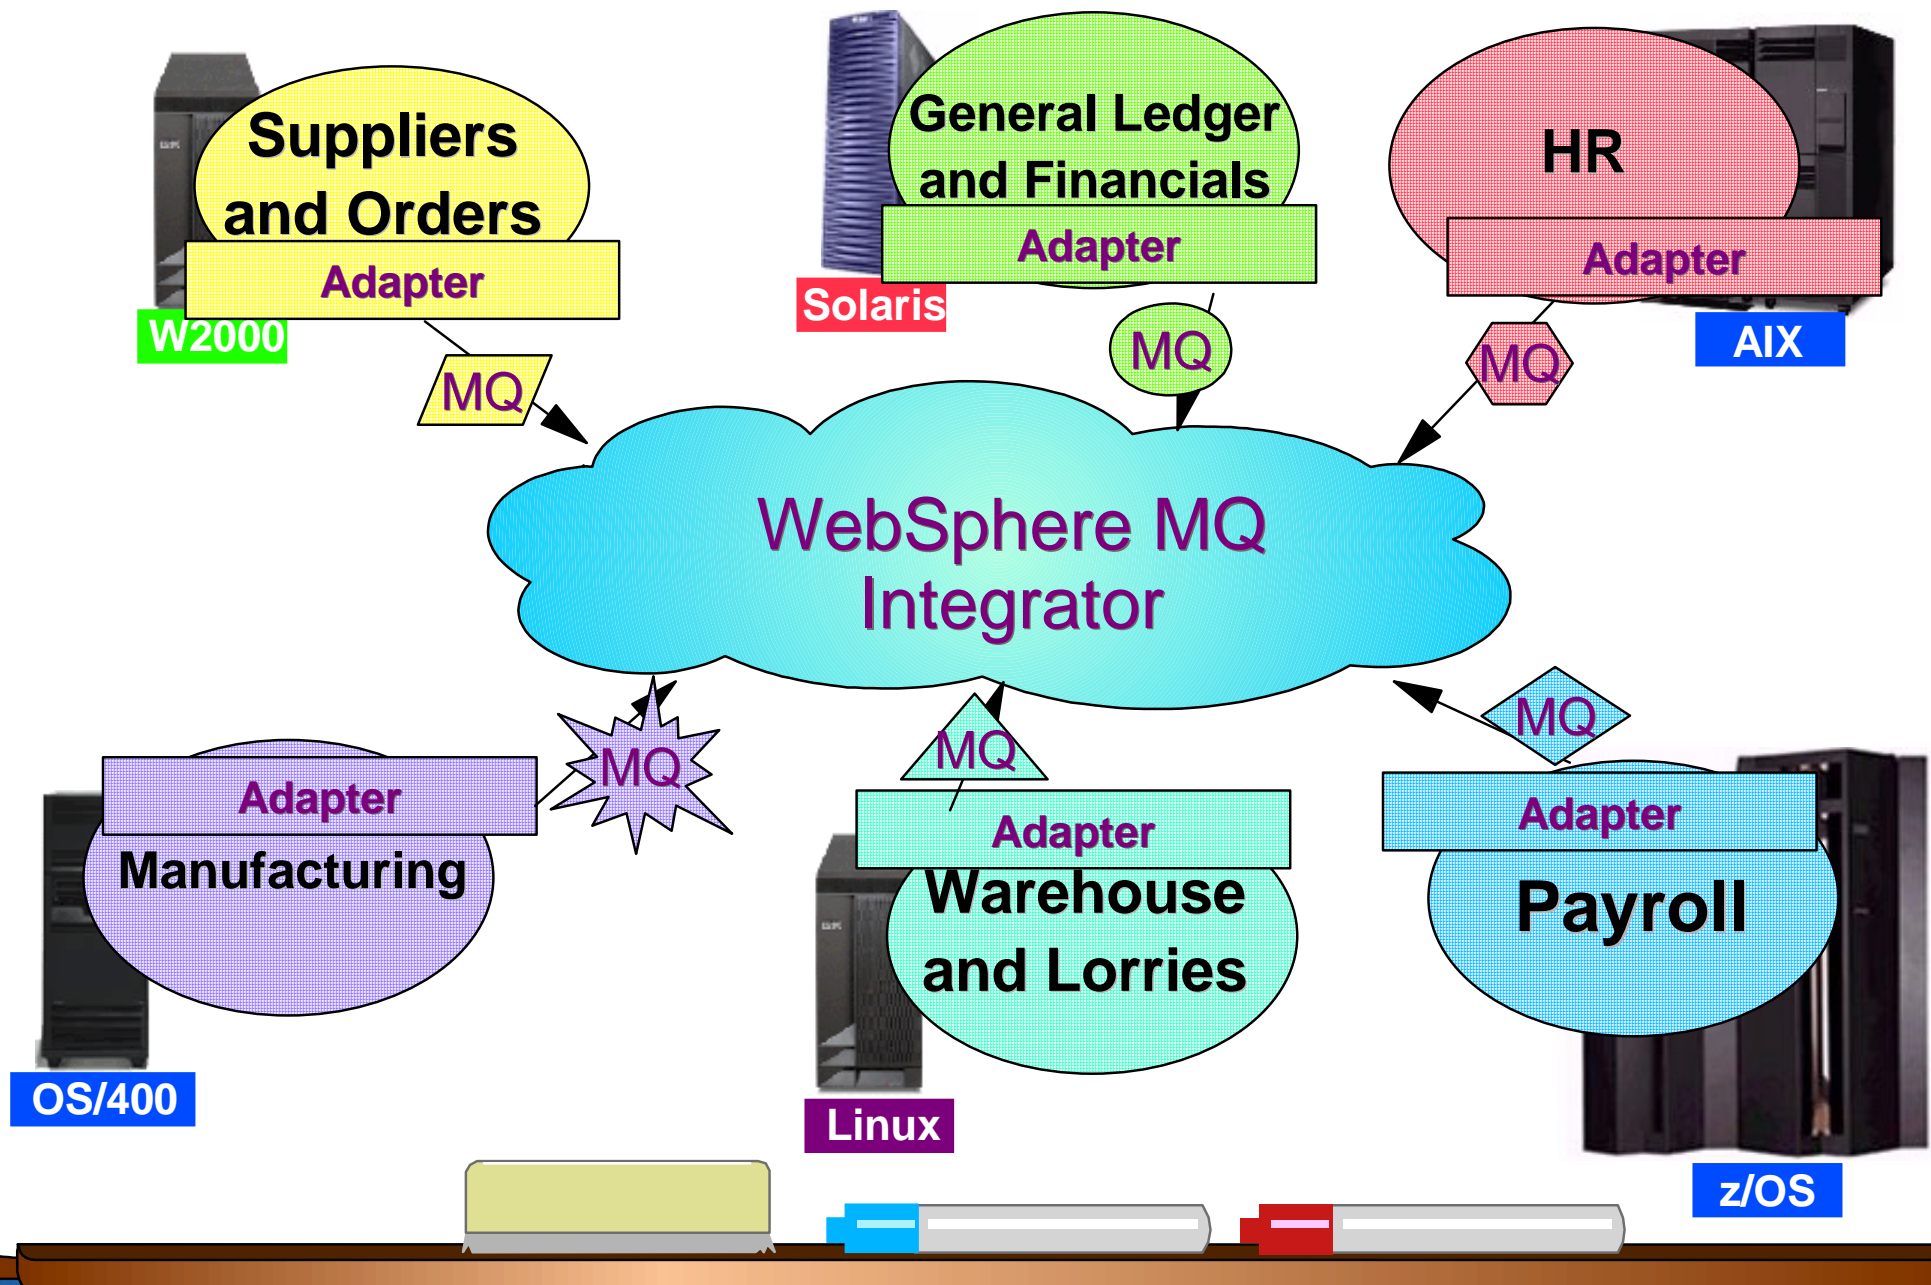 Suppliers
and Orders
Adapter
W2000
MQ
General Ledger
and Financials
Adapter
Solaris
MQ
HR
Adapter
AIX
MQ
WebSphere MQ
Integrator
MQ
Adapter
Manufacturing
OS/400
MQ
Adapter
Warehouse
and Lorries
Linux
MQ
Adapter
Payroll
z/OS